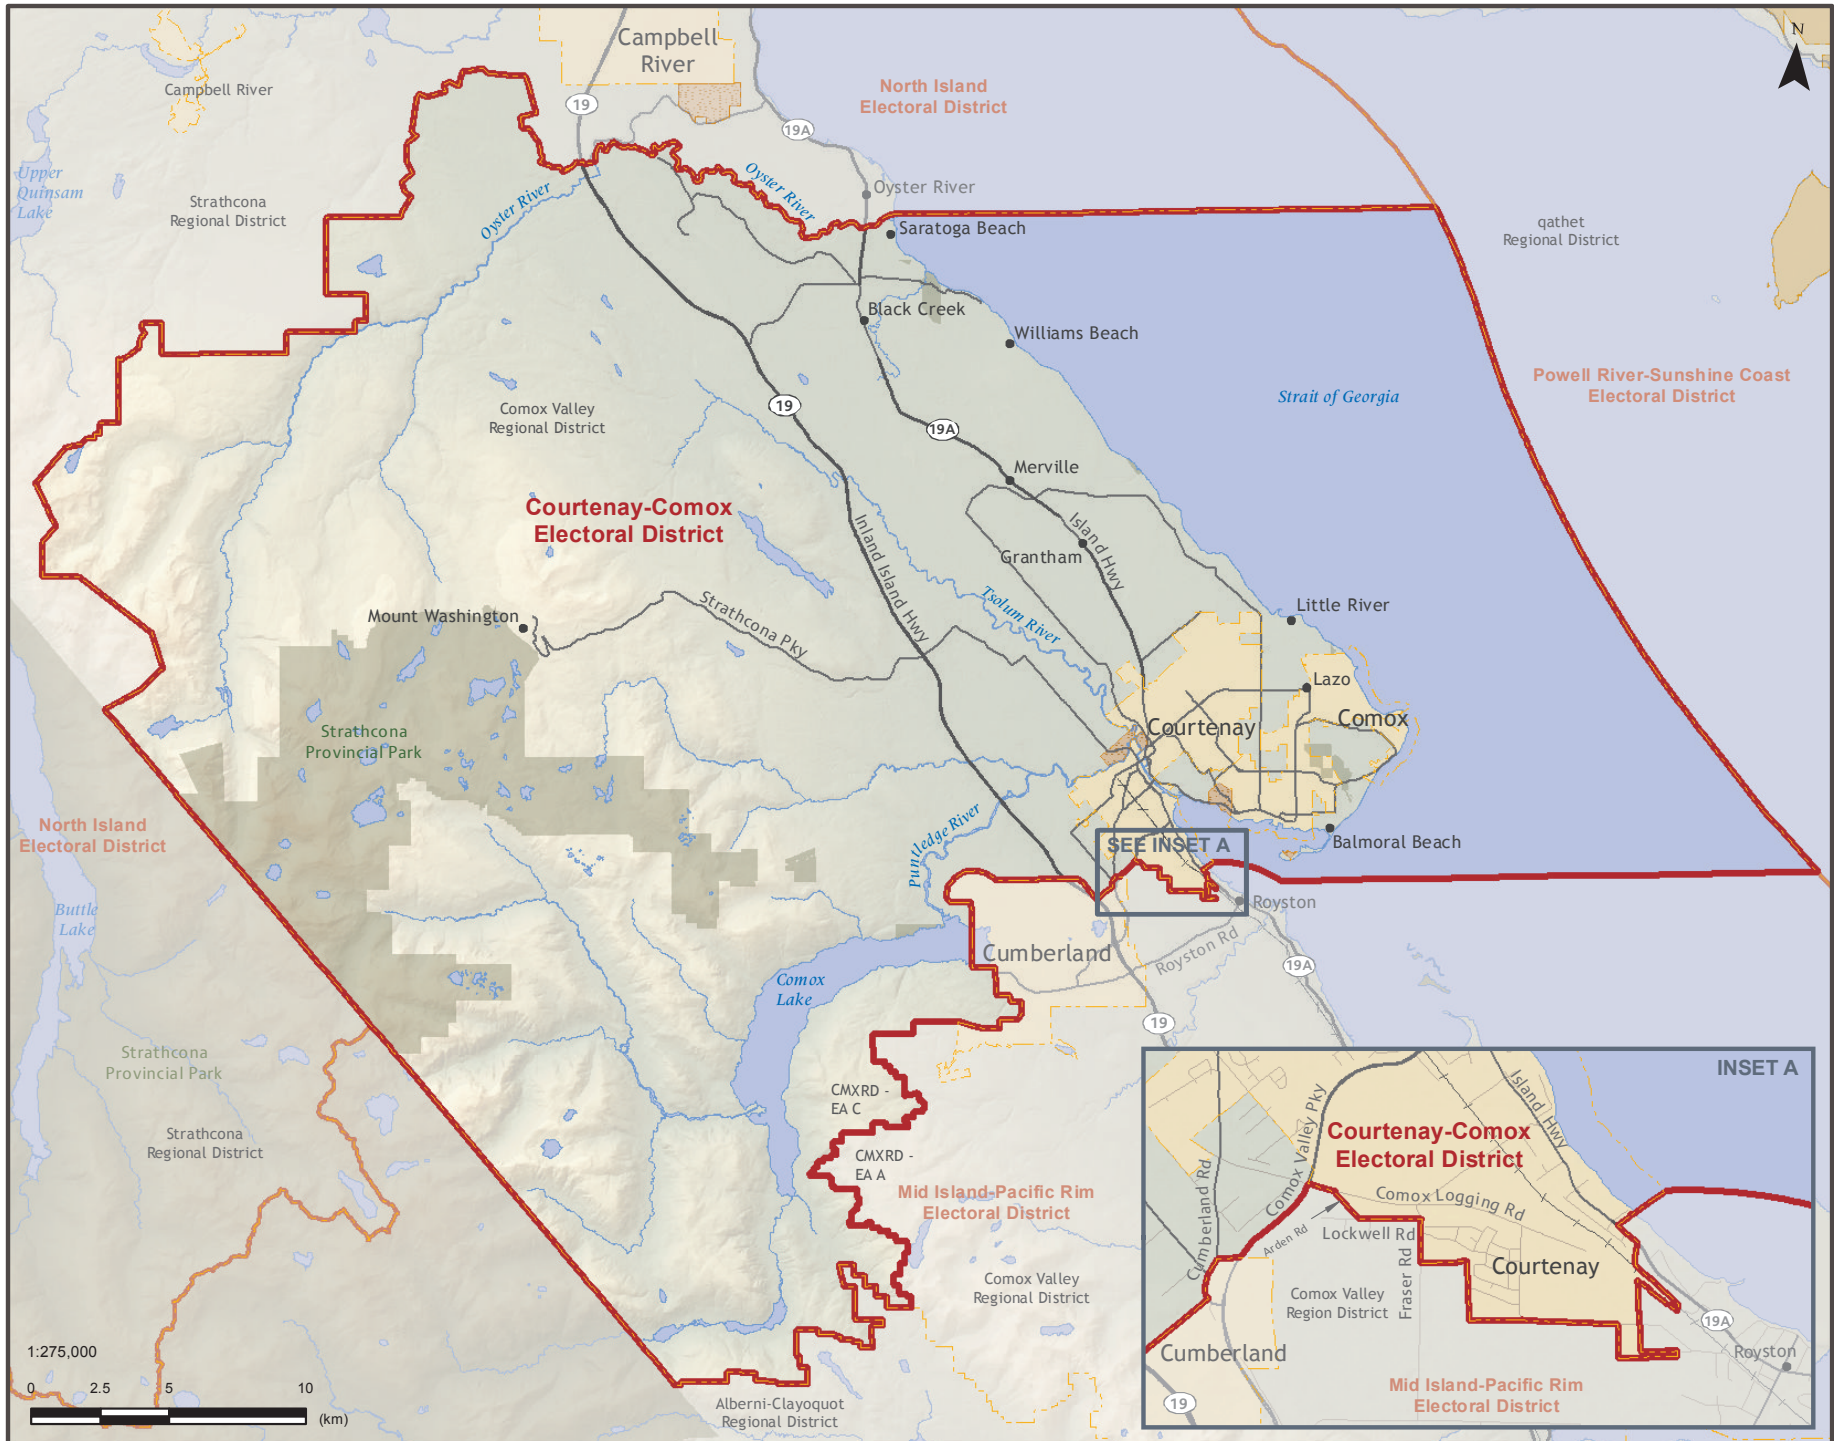 Campbell
River
N
Campbell River
North Island
Electoral District
19
19A
Upper
Quinsam
Lake
Strathcona
Regional District
Oyster River
Oyster River
Oyster River
Saratoga Beach
qathet
Regional District
Black Creek
Williams Beach
Powell River-Sunshine Coast
Electoral District
Strait of Georgia
Comox Valley
Regional District
19
19A
Merville
Courtenay-Comox
Electoral District
Inland Island Hwy
Island Hwy
Grantham
Tsolum River
Little River
Mount Washington
Strathcona Pky
Lazo
Comox
Courtenay
Strathcona
Provincial Park
North Island
Electoral District
Puntledge River
SEE INSET A
Balmoral Beach
Buttle
Lake
Royston
Cumberland
Royston Rd
19A
Comox
Lake
19
Strathcona
Provincial Park
CMXRD -
EA C
Strathcona
Regional District
CMXRD -
EA A
Mid Island-Pacific Rim
Electoral District
Comox Valley
Regional District
Alberni-Clayoquot
Regional District
1:275,000
0 2.5 5 10
(km)
INSET A
Island Hwy
Comox Valley Pky
Courtenay-Comox
Electoral District
Cumberland Rd
Comox Logging Rd
Arden Rd
Lockwell Rd
Fraser Rd
Courtenay
Comox Valley
Region District
19A
Royston
Cumberland
Mid Island-Pacific Rim
Electoral District
19